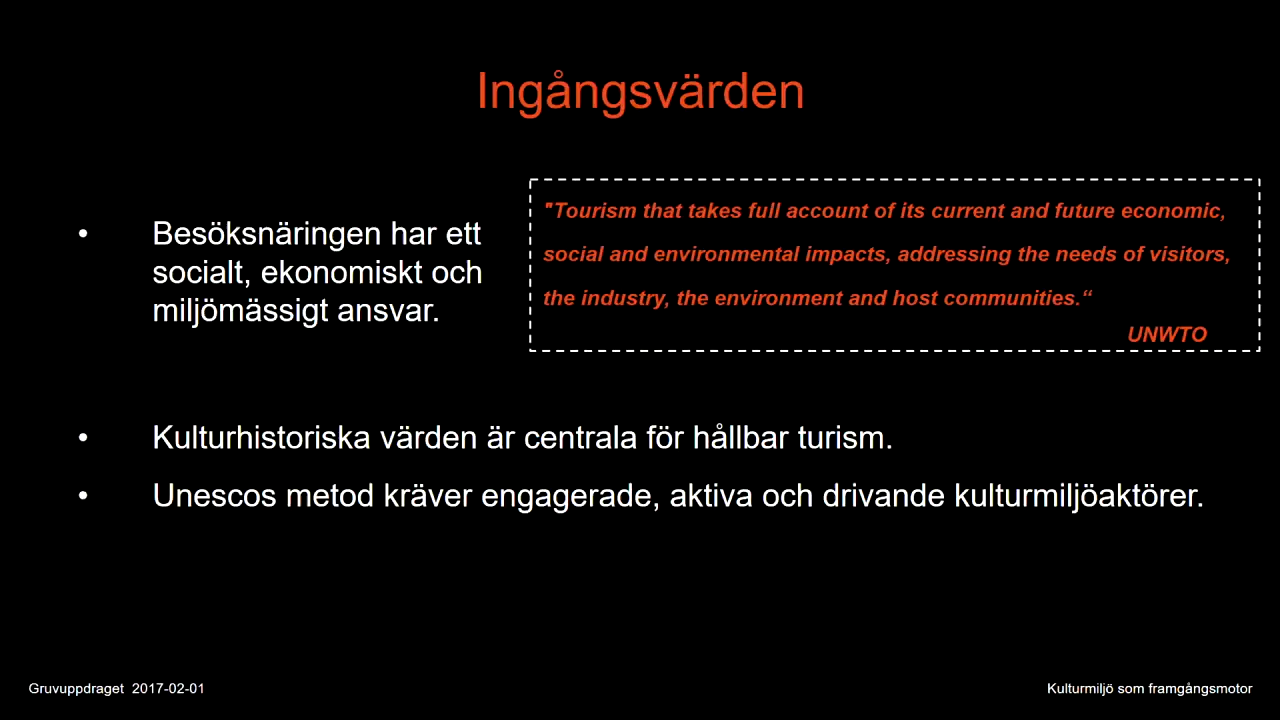 Ingångsvärden
• Besöksnäringen har ett
socialt, ekonomiskt och
miljömässigt ansvar.
"Tourism that takes full account of its current and future economic,
social and environmental impacts, addressing the needs of visitors,
the industry, the environment and host communities.“
UNWTO
• Kulturhistoriska värden är centrala för hållbar turism.
• Unescos metod kräver engagerade, aktiva och drivande kulturmiljöaktörer.
Gruvuppdraget 2017-02-01
Kulturmiljö som framgångsmotor